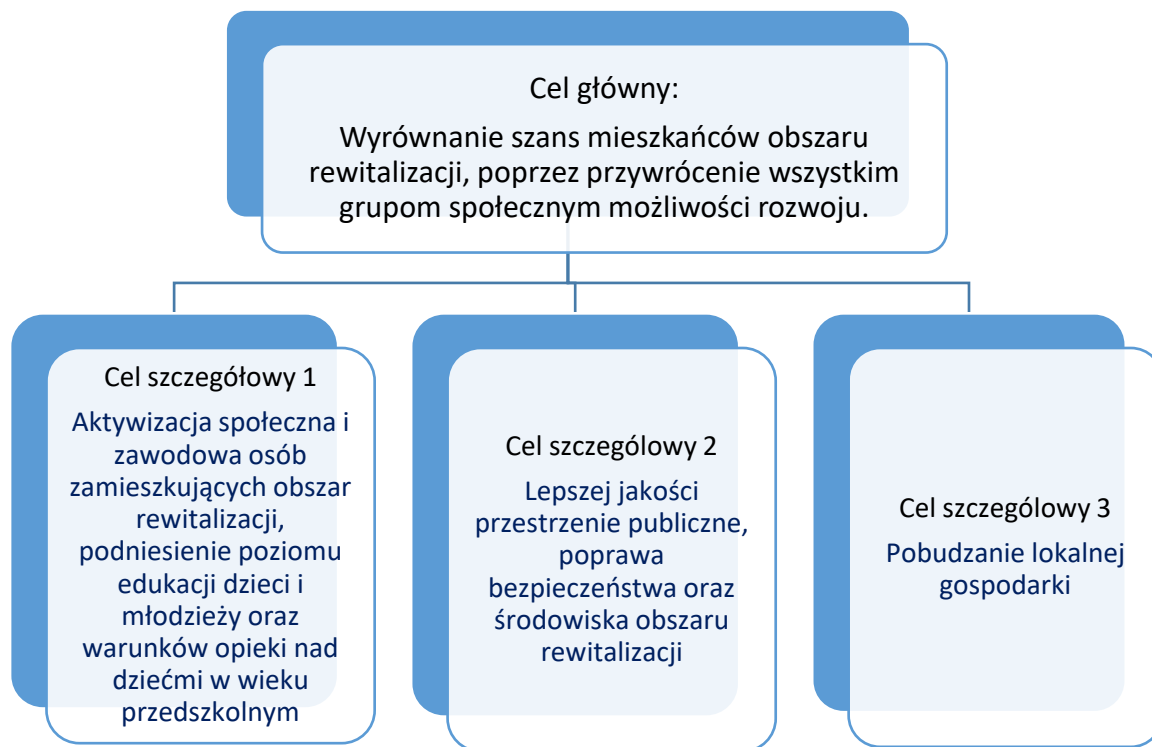 Cel główny:
Wyrównanie szans mieszkańców obszaru
rewitalizacji, poprzez przywrócenie wszystkim
grupom społecznym możliwości rozwoju.
Cel szczegółowy 1
Aktywizacja społeczna i
zawodowa osób
zamieszkujących obszar
rewitalizacji,
podniesienie poziomu
edukacji dzieci i
młodzieży oraz
warunków opieki nad
dziećmi w wieku
przedszkolnym
Cel szczególowy 2
Lepszej jakości
przestrzenie publiczne,
poprawa
bezpieczeństwa oraz
środowiska obszaru
rewitalizacji
Cel szczególowy 3
Pobudzanie lokalnej
gospodarki